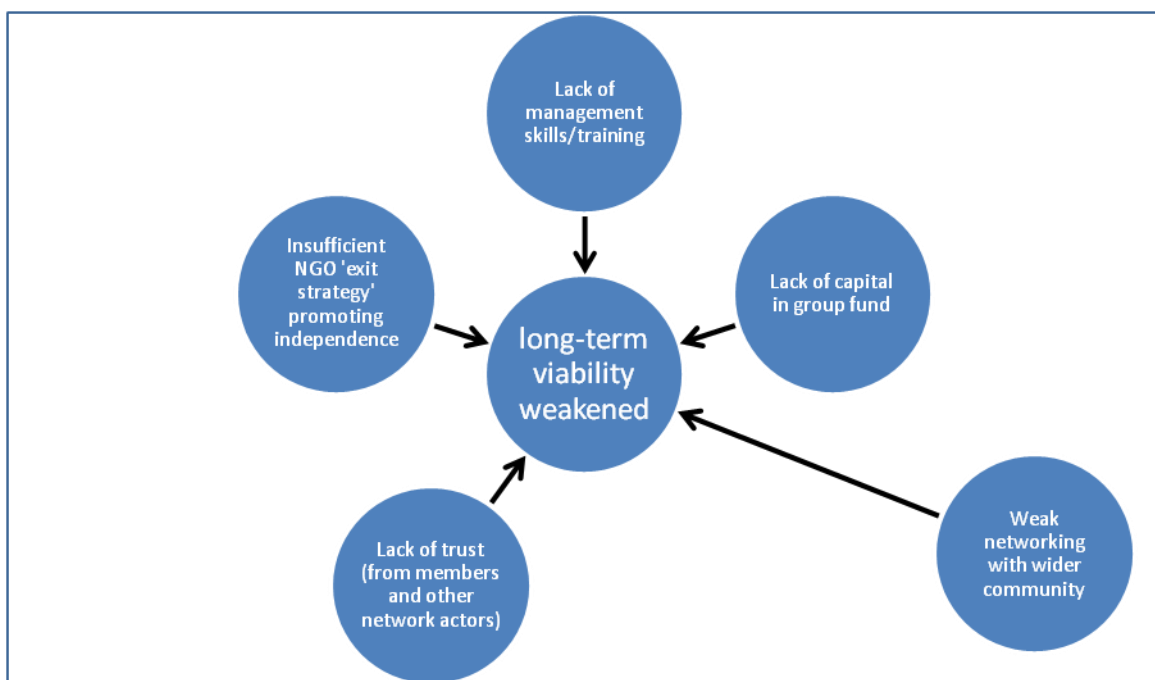 Lack of
management
skills/training
Insufficient
NGO 'exit
strategy'
promoting
independence
Lack of capital
in group fund
long-term
viability
weakened
Lack of trust
(from members
and other
network actors)
Weak
networking
with wider
community